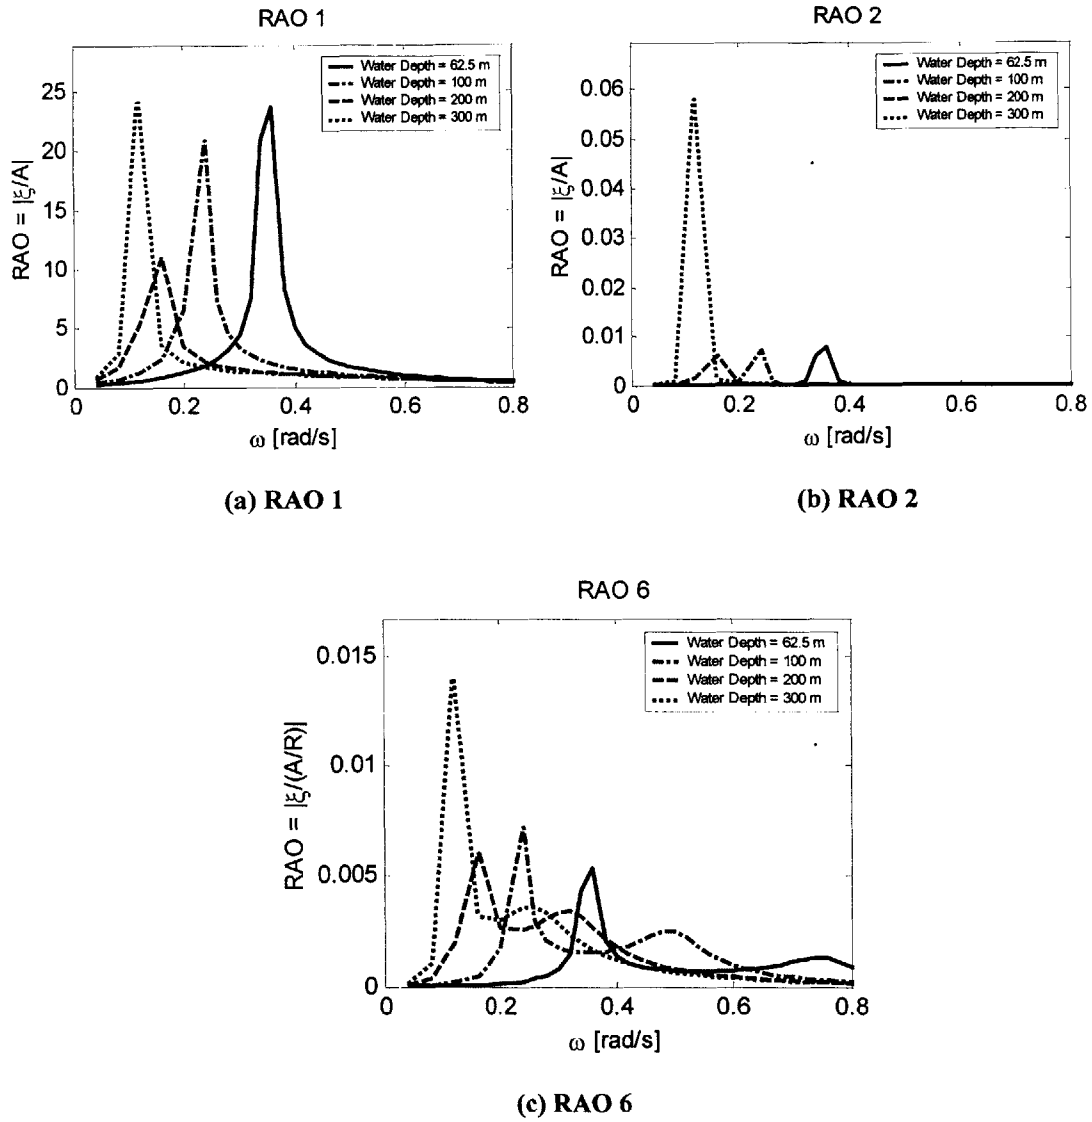 RAO 1
RAO = |ξ/A|
25
20
15
10
5
0
0
0.2
0.4
0.6
0.8
ω [rad/s]
Water Depth = 62.5 m
Water Depth = 100 m
Water Depth = 200 m
Water Depth = 300 m
(a) RAO 1
RAO 2
RAO = |ξ/A|
0.06
0.05
0.04
0.03
0.02
0.01
0
0
0.2
0.4
0.6
0.8
ω [rad/s]
Water Depth = 62.5 m
Water Depth = 100 m
Water Depth = 200 m
Water Depth = 300 m
(b) RAO 2
RAO 6
RAO = |ξ/(A/R)|
0.015
0.01
0.005
0
0
0.2
0.4
0.6
0.8
ω [rad/s]
Water Depth = 62.5 m
Water Depth = 100 m
Water Depth = 200 m
Water Depth = 300 m
(c) RAO 6